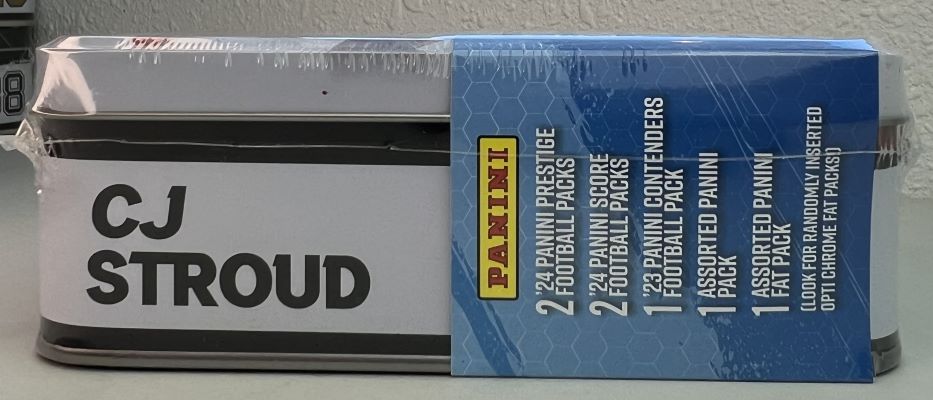 8
CJ
STROUD
PANINI
2 '24 PANINI PRESTIGE
FOOTBALL PACKS
2 '24 PANINI SCORE
FOOTBALL PACKS
1 '23 PANINI CONTENDERS
FOOTBALL PACK
1 ASSORTED PANINI
PACK
1 ASSORTED PANINI
FAT PACK
(LOOK FOR RANDOMLY INSERTED
OPTI CHROME FAT PACKS!)